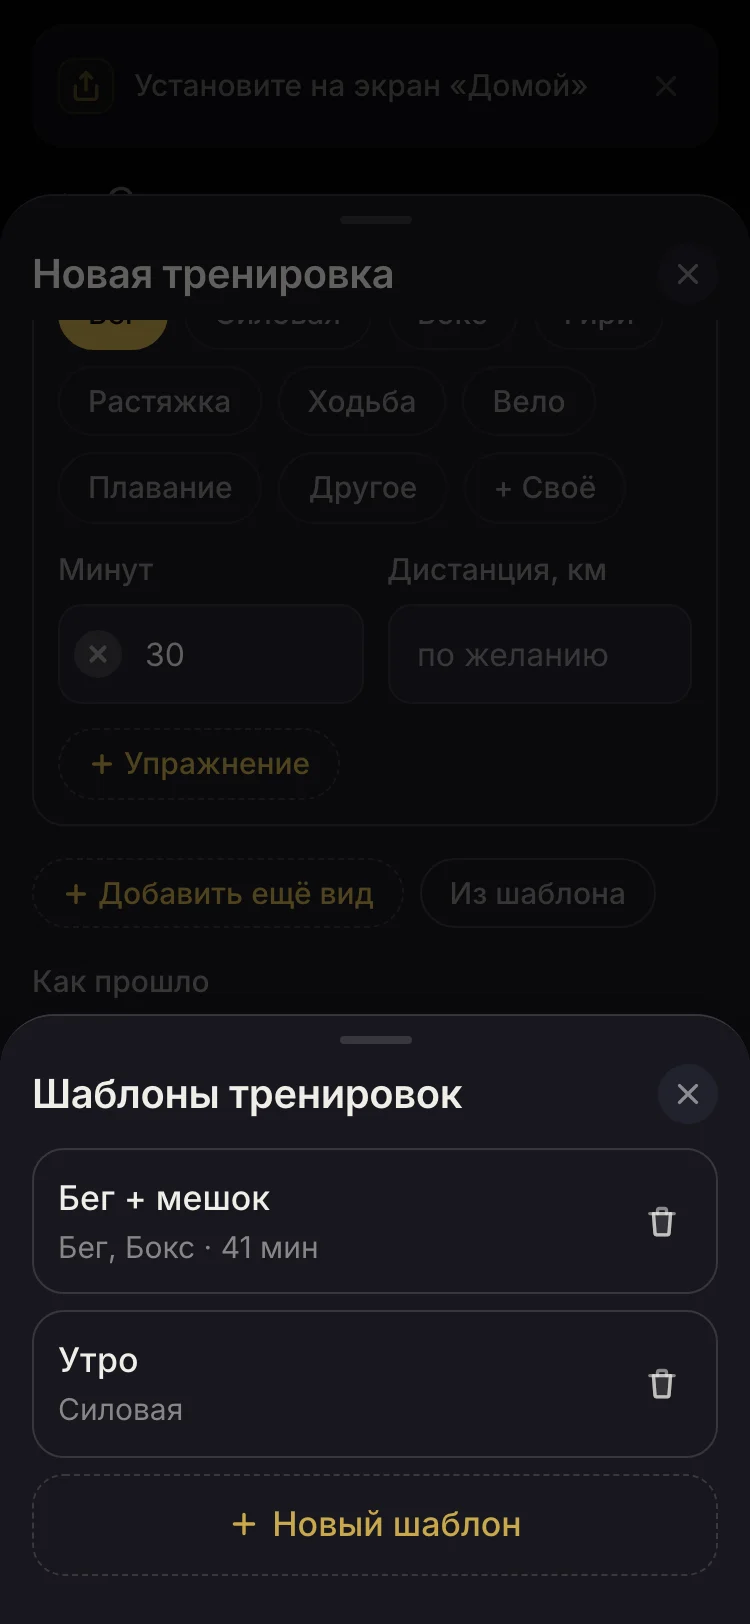 Установите на экран «Домой»
Новая тренировка
Растяжка Ходьба Вело
Плавание Другое + Своё
Минут Дистанция, км
30 по желанию
+ Упражнение
+ Добавить ещё вид Из шаблона
Как прошло
Шаблоны тренировок
Бег + мешок
Бег, Бокс · 41 мин
Утро
Силовая
+ Новый шаблон